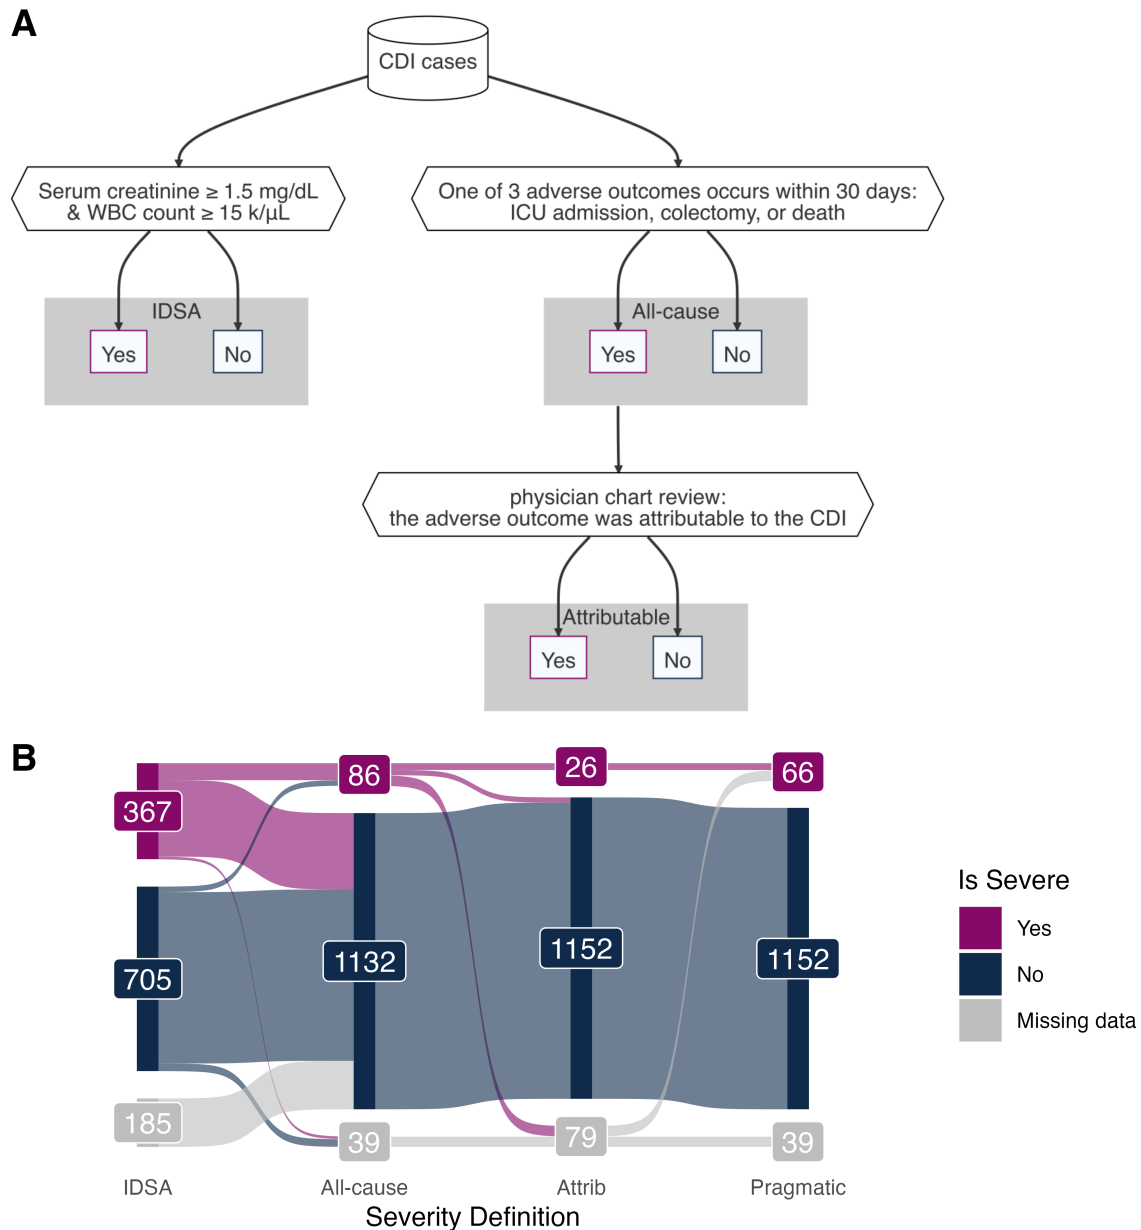 A
CDI cases
Serum creatinine ≥ 1.5 mg/dL
& WBC count ≥ 15 k/μL
One of 3 adverse outcomes occurs within 30 days:
ICU admission, colectomy, or death
IDSA
Yes
No
All-cause
Yes
No
physician chart review:
the adverse outcome was attributable to the CDI
Attributable
Yes
No
B
367
705
185
86
1132
39
26
1152
79
66
1152
39
IDSA
All-cause
Attrib
Pragmatic
Severity Definition
Is Severe
Yes
No
Missing data